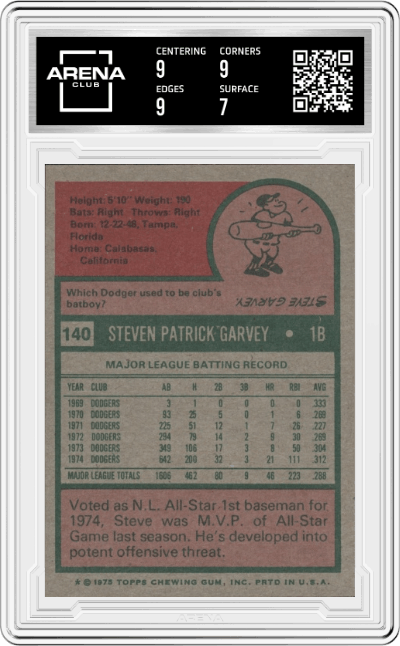 ARENA
CLUB
CENTERING CORNERS
9 9
EDGES SURFACE
9 7
Height: 5'10" Weight: 190
Bats: Right Throws: Right
Born: 12-22-48, Tampa,
Florida
Home: Calabasas,
California
Which Dodger used to be club's
batboy?
STEVE GARVEY
140 STEVEN PATRICK GARVEY • 1B
MAJOR LEAGUE BATTING RECORD
YEAR CLUB AB H 2B 3B HR RBI AVG
1969 DODGERS 3 1 0 0 0 0 .333
1970 DODGERS 93 25 5 0 1 6 .269
1971 DODGERS 225 51 12 1 7 26 .227
1972 DODGERS 294 79 14 2 9 30 .269
1973 DODGERS 349 106 17 3 8 50 .304
1974 DODGERS 642 200 32 3 21 111 .312
MAJOR LEAGUE TOTALS 1606 462 80 9 46 223 .288
Voted as N.L. All-Star 1st baseman for
1974, Steve was M.V.P. of All-Star
Game last season. He's developed into
potent offensive threat.
★ © 1975 TOPPS CHEWING GUM, INC. PRTD IN U.S.A.
ARENA